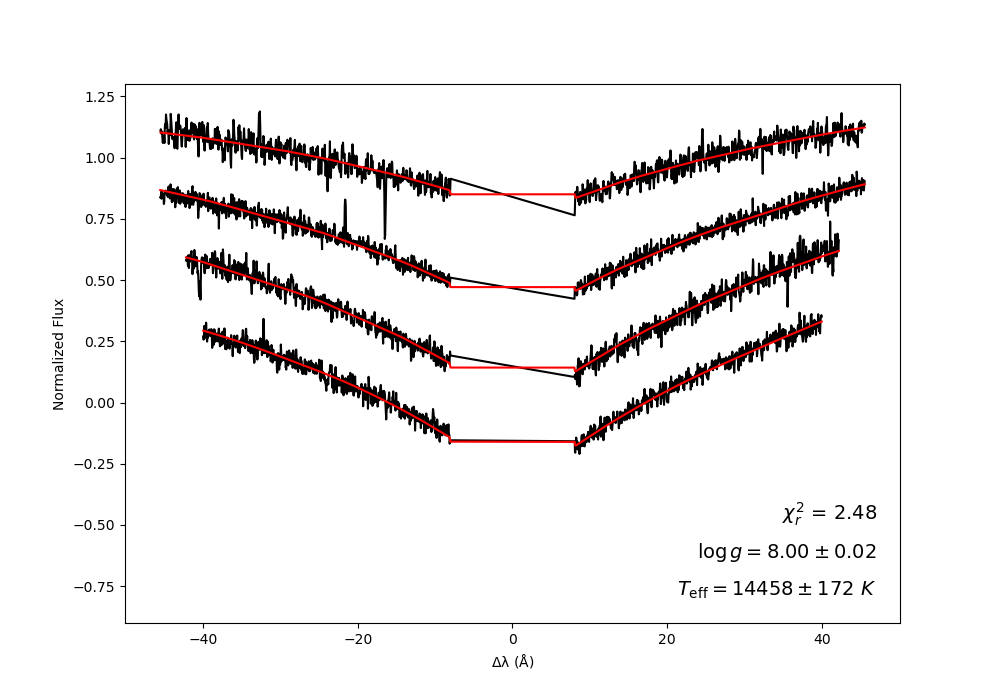 1.25
1.00
0.75
0.50
0.25
0.00
−0.25
−0.50
−0.75
Normalized Flux
χ²ᵣ = 2.48
log g = 8.00 ± 0.02
T_eff = 14458 ± 172 K
−40
−20
0
20
40
Δλ (Å)